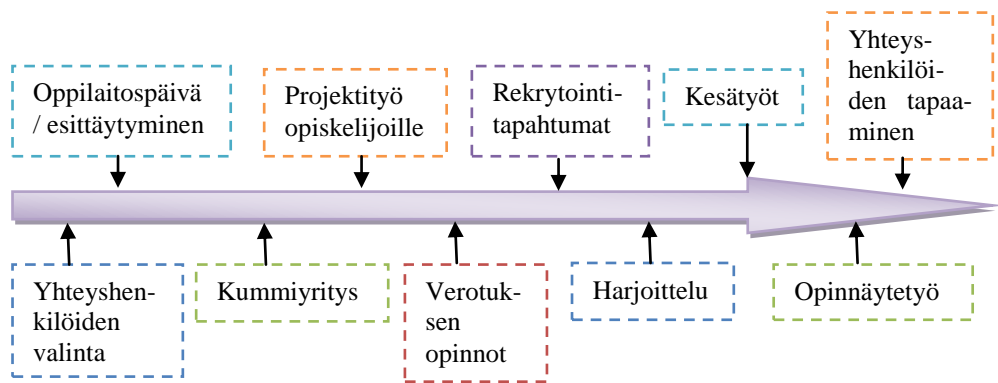 Oppilaitospäivä
/ esittäytyminen
Projektityö
opiskelijoille
Rekrytointi-
tapahtumat
Kesätyöt
Yhteys-
henkilöi-
den tapaa-
minen
Yhteyshen-
kilöiden
valinta
Kummiyritys
Verotuk-
sen
opinnot
Harjoittelu
Opinnäytetyö